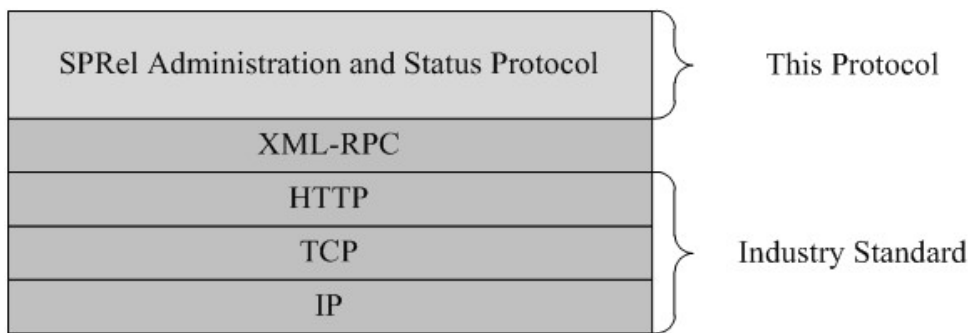 SPRel Administration and Status Protocol
This Protocol
XML-RPC
HTTP
TCP
Industry Standard
IP